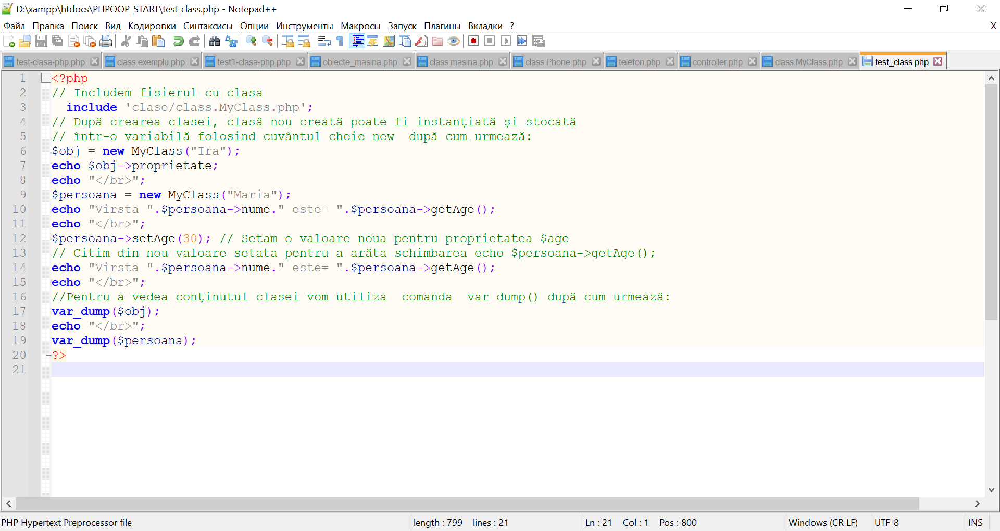 D:\xampp\htdocs\PHPOOP_START\test_class.php - Notepad++
Файл Правка Поиск Вид Кодировки Синтаксисы Опции Инструменты Макросы Запуск Плагины Вкладки ? X
test-clasa-php.php class.exemplu.php test1-clasa-php.php obiecte_masina.php class.masina.php class.Phone.php telefon.php controller.php class.MyClass.php test_class.php
1 <?php
2 // Includem fisierul cu clasa
3 include 'clase/class.MyClass.php';
4 // După crearea clasei, clasă nou creată poate fi instanțiată și stocată
5 // într-o variabilă folosind cuvântul cheie new  după cum urmează:
6 $obj = new MyClass("Ira");
7 echo $obj->proprietate;
8 echo "</br>";
9 $persoana = new MyClass("Maria");
10 echo "Virsta ".$persoana->nume." este= ".$persoana->getAge();
11 echo "</br>";
12 $persoana->setAge(30); // Setam o valoare noua pentru proprietatea $age
13 // Citim din nou valoare setata pentru a arăta schimbarea echo $persoana->getAge();
14 echo "Virsta ".$persoana->nume." este= ".$persoana->getAge();
15 echo "</br>";
16 //Pentru a vedea conținutul clasei vom utiliza  comanda  var_dump() după cum urmează:
17 var_dump($obj);
18 echo "</br>";
19 var_dump($persoana);
20 ?>
21
PHP Hypertext Preprocessor file length : 799 lines : 21 Ln : 21 Col : 1 Pos : 800 Windows (CR LF) UTF-8 INS